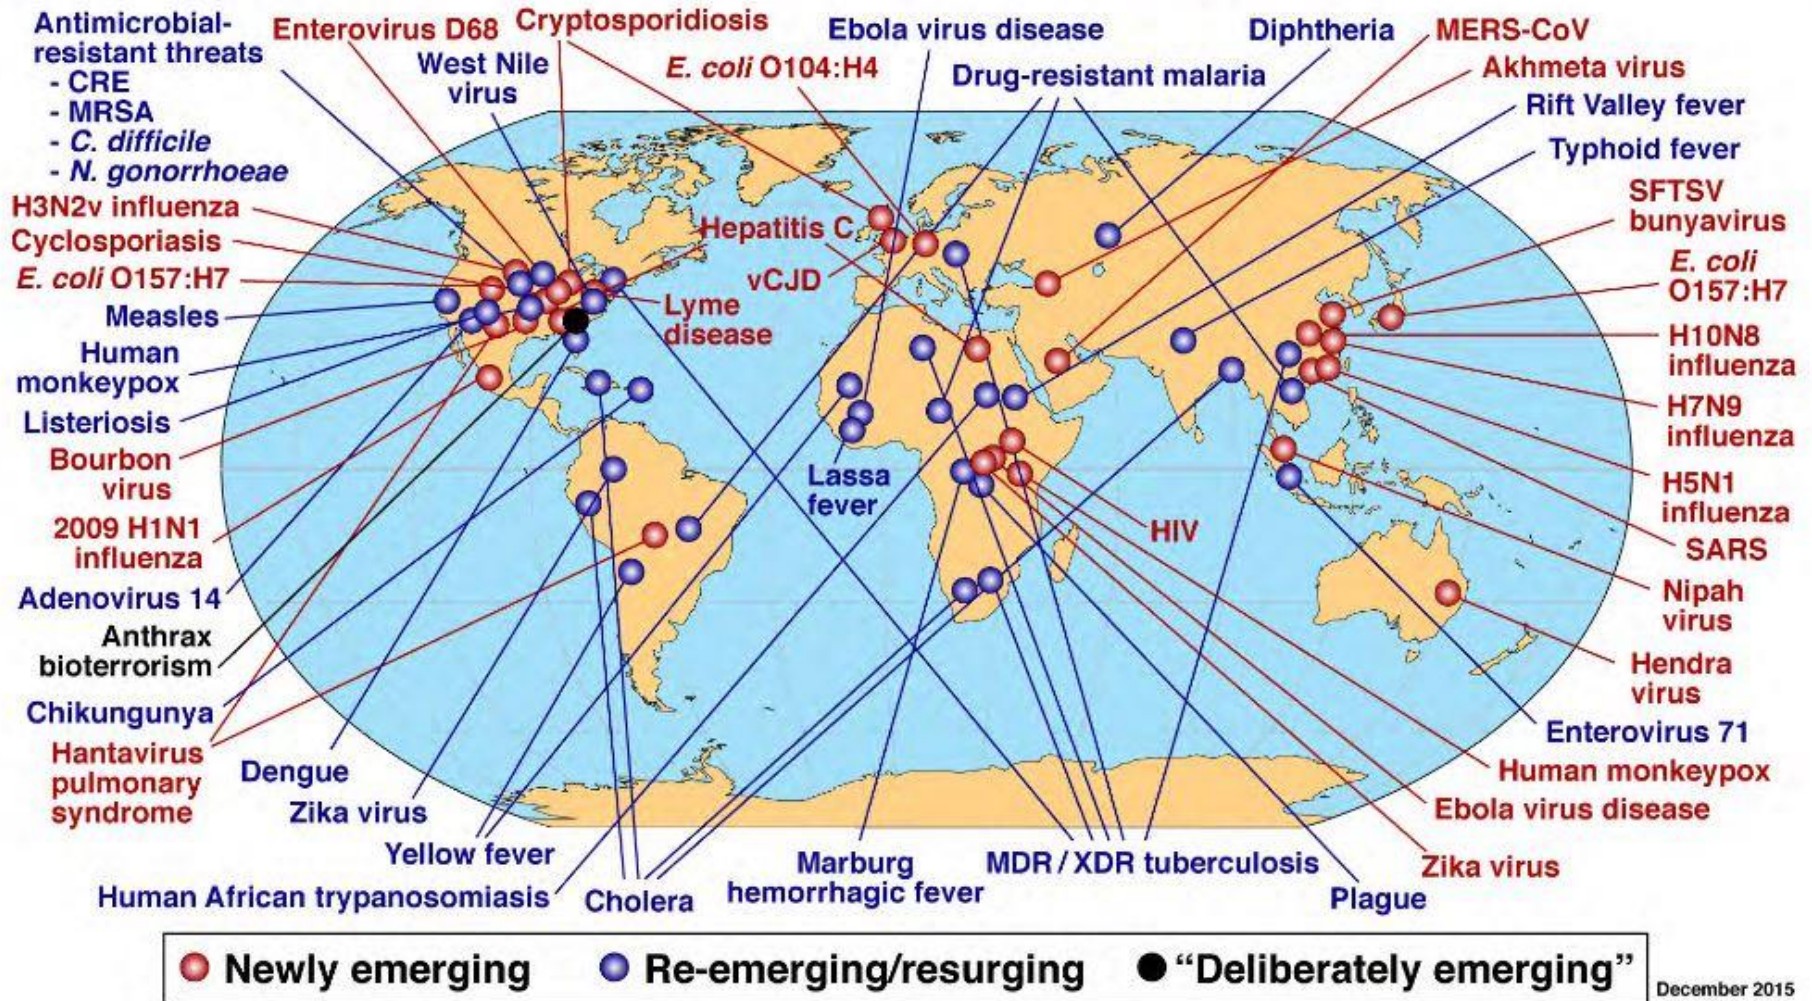 Antimicrobial-
resistant threats
- CRE
- MRSA
- C. difficile
- N. gonorrhoeae
Enterovirus D68
Cryptosporidiosis
West Nile
virus
E. coli O104:H4
Ebola virus disease
Drug-resistant malaria
Diphtheria
MERS-CoV
Akhmeta virus
Rift Valley fever
Typhoid fever
SFTSV
bunyavirus
E. coli
O157:H7
H10N8
influenza
H7N9
influenza
H5N1
influenza
SARS
Nipah
virus
Hendra
virus
Enterovirus 71
Human monkeypox
Ebola virus disease
Zika virus
Plague
H3N2v influenza
Cyclosporiasis
E. coli O157:H7
Measles
Human
monkeypox
Listeriosis
Bourbon
virus
2009 H1N1
influenza
Adenovirus 14
Anthrax
bioterrorism
Chikungunya
Hantavirus
pulmonary
syndrome
Dengue
Zika virus
Yellow fever
Human African trypanosomiasis
Cholera
Marburg
hemorrhagic fever
MDR / XDR tuberculosis
Hepatitis C
vCJD
Lyme
disease
Lassa
fever
HIV
Newly emerging
Re-emerging/resurging
"Deliberately emerging"
December 2015